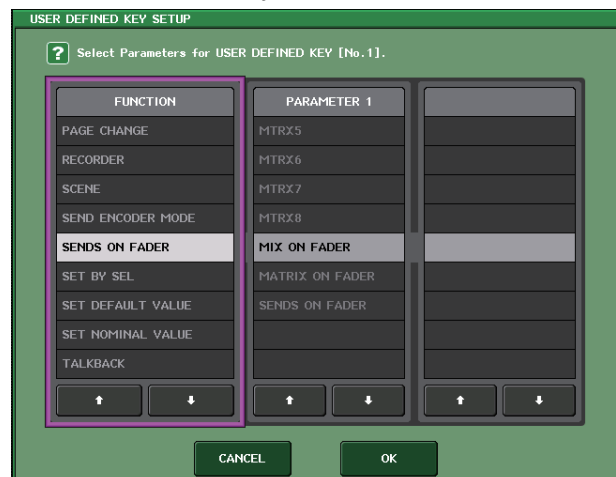 USER DEFINED KEY SETUP
? Select Parameters for USER DEFINED KEY [No.1].
FUNCTION
PAGE CHANGE
RECORDER
SCENE
SEND ENCODER MODE
SENDS ON FADER
SET BY SEL
SET DEFAULT VALUE
SET NOMINAL VALUE
TALKBACK
PARAMETER 1
MTRX5
MTRX6
MTRX7
MTRX8
MIX ON FADER
MATRIX ON FADER
SENDS ON FADER
CANCEL
OK